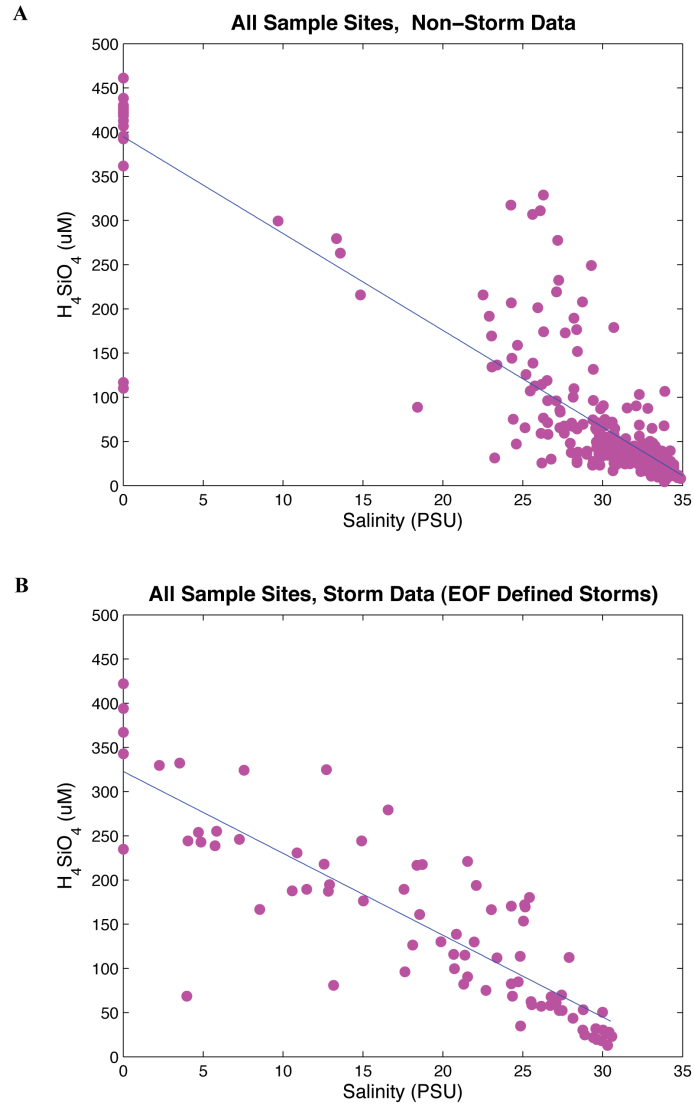 A
All Sample Sites, Non−Storm Data
500
450
400
350
300
250
200
150
100
50
0
H4SiO4 (uM)
0 5 10 15 20 25 30 35
Salinity (PSU)
B
All Sample Sites, Storm Data (EOF Defined Storms)
500
450
400
350
300
250
200
150
100
50
0
H4SiO4 (uM)
0 5 10 15 20 25 30 35
Salinity (PSU)